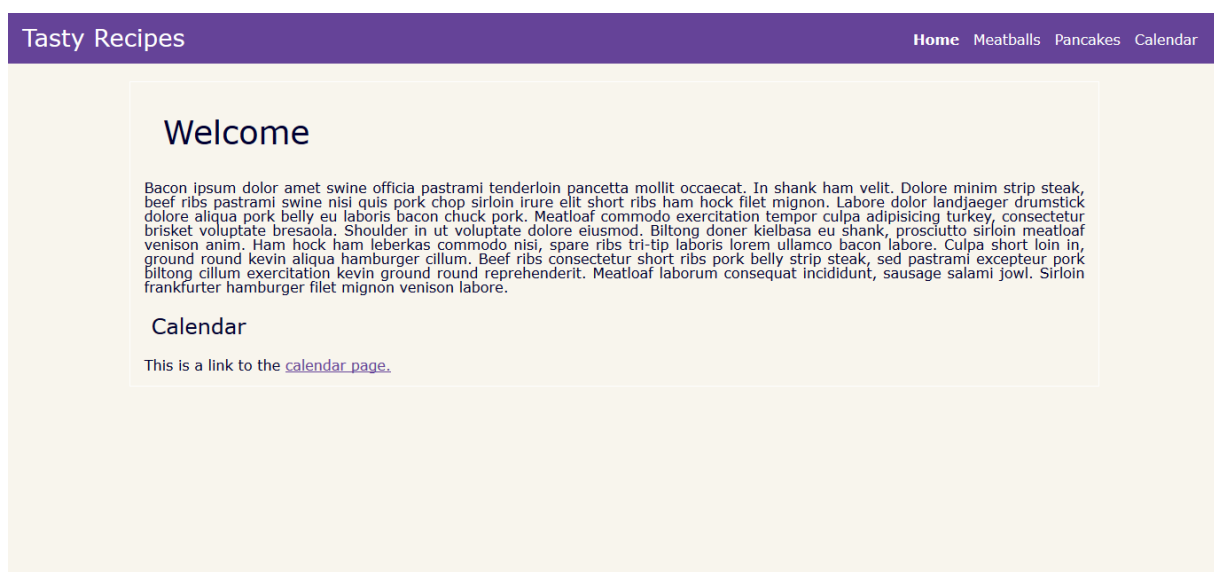 Tasty Recipes
Home Meatballs Pancakes Calendar
Welcome
Bacon ipsum dolor amet swine officia pastrami tenderloin pancetta mollit occaecat. In shank ham velit. Dolore minim strip steak,
beef ribs pastrami swine nisi quis pork chop sirloin irure elit short ribs ham hock filet mignon. Labore dolor landjaeger drumstick
dolore aliqua pork belly eu laboris bacon chuck pork. Meatloaf commodo exercitation tempor culpa adipisicing turkey, consectetur
brisket voluptate bresaola. Shoulder in ut voluptate dolore eiusmod. Biltong doner kielbasa eu shank, prosciutto sirloin meatloaf
venison anim. Ham hock ham leberkas commodo nisi, spare ribs tri-tip laboris lorem ullamco bacon labore. Culpa short loin in,
ground round kevin aliqua hamburger cillum. Beef ribs consectetur short ribs pork belly strip steak, sed pastrami excepteur pork
biltong cillum exercitation kevin ground round reprehenderit. Meatloaf laborum consequat incididunt, sausage salami jowl. Sirloin
frankfurter hamburger filet mignon venison labore.
Calendar
This is a link to the calendar page.